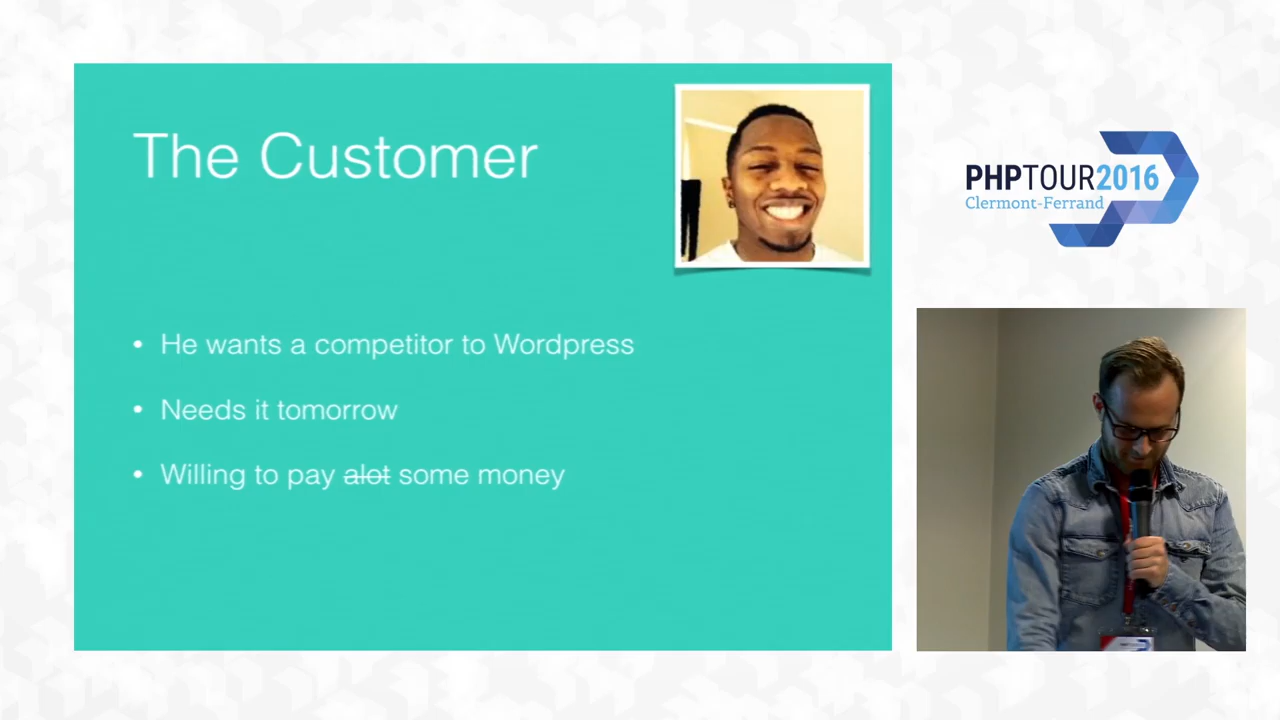 The Customer
• He wants a competitor to Wordpress
• Needs it tomorrow
• Willing to pay alot some money
PHPTOUR2016
Clermont-Ferrand